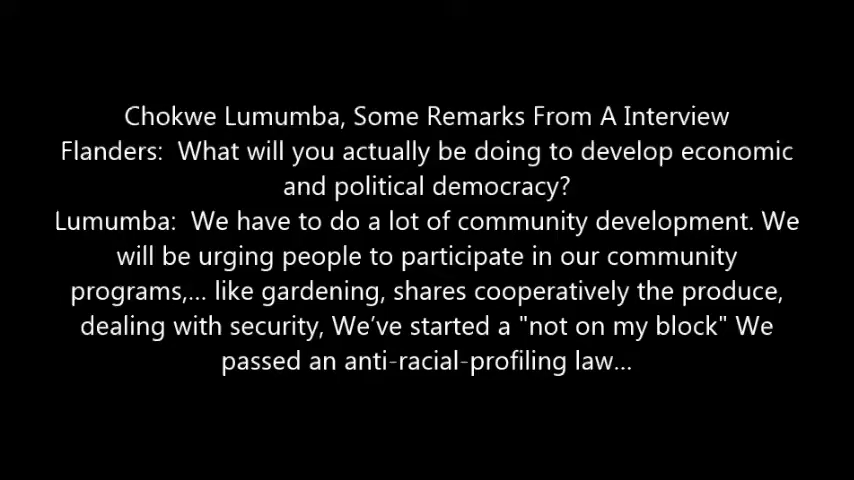 Chokwe Lumumba, Some Remarks From A Interview
Flanders:  What will you actually be doing to develop economic
and political democracy?
Lumumba:  We have to do a lot of community development. We
will be urging people to participate in our community
programs,... like gardening, shares cooperatively the produce,
dealing with security, We’ve started a "not on my block" We
passed an anti-racial-profiling law...